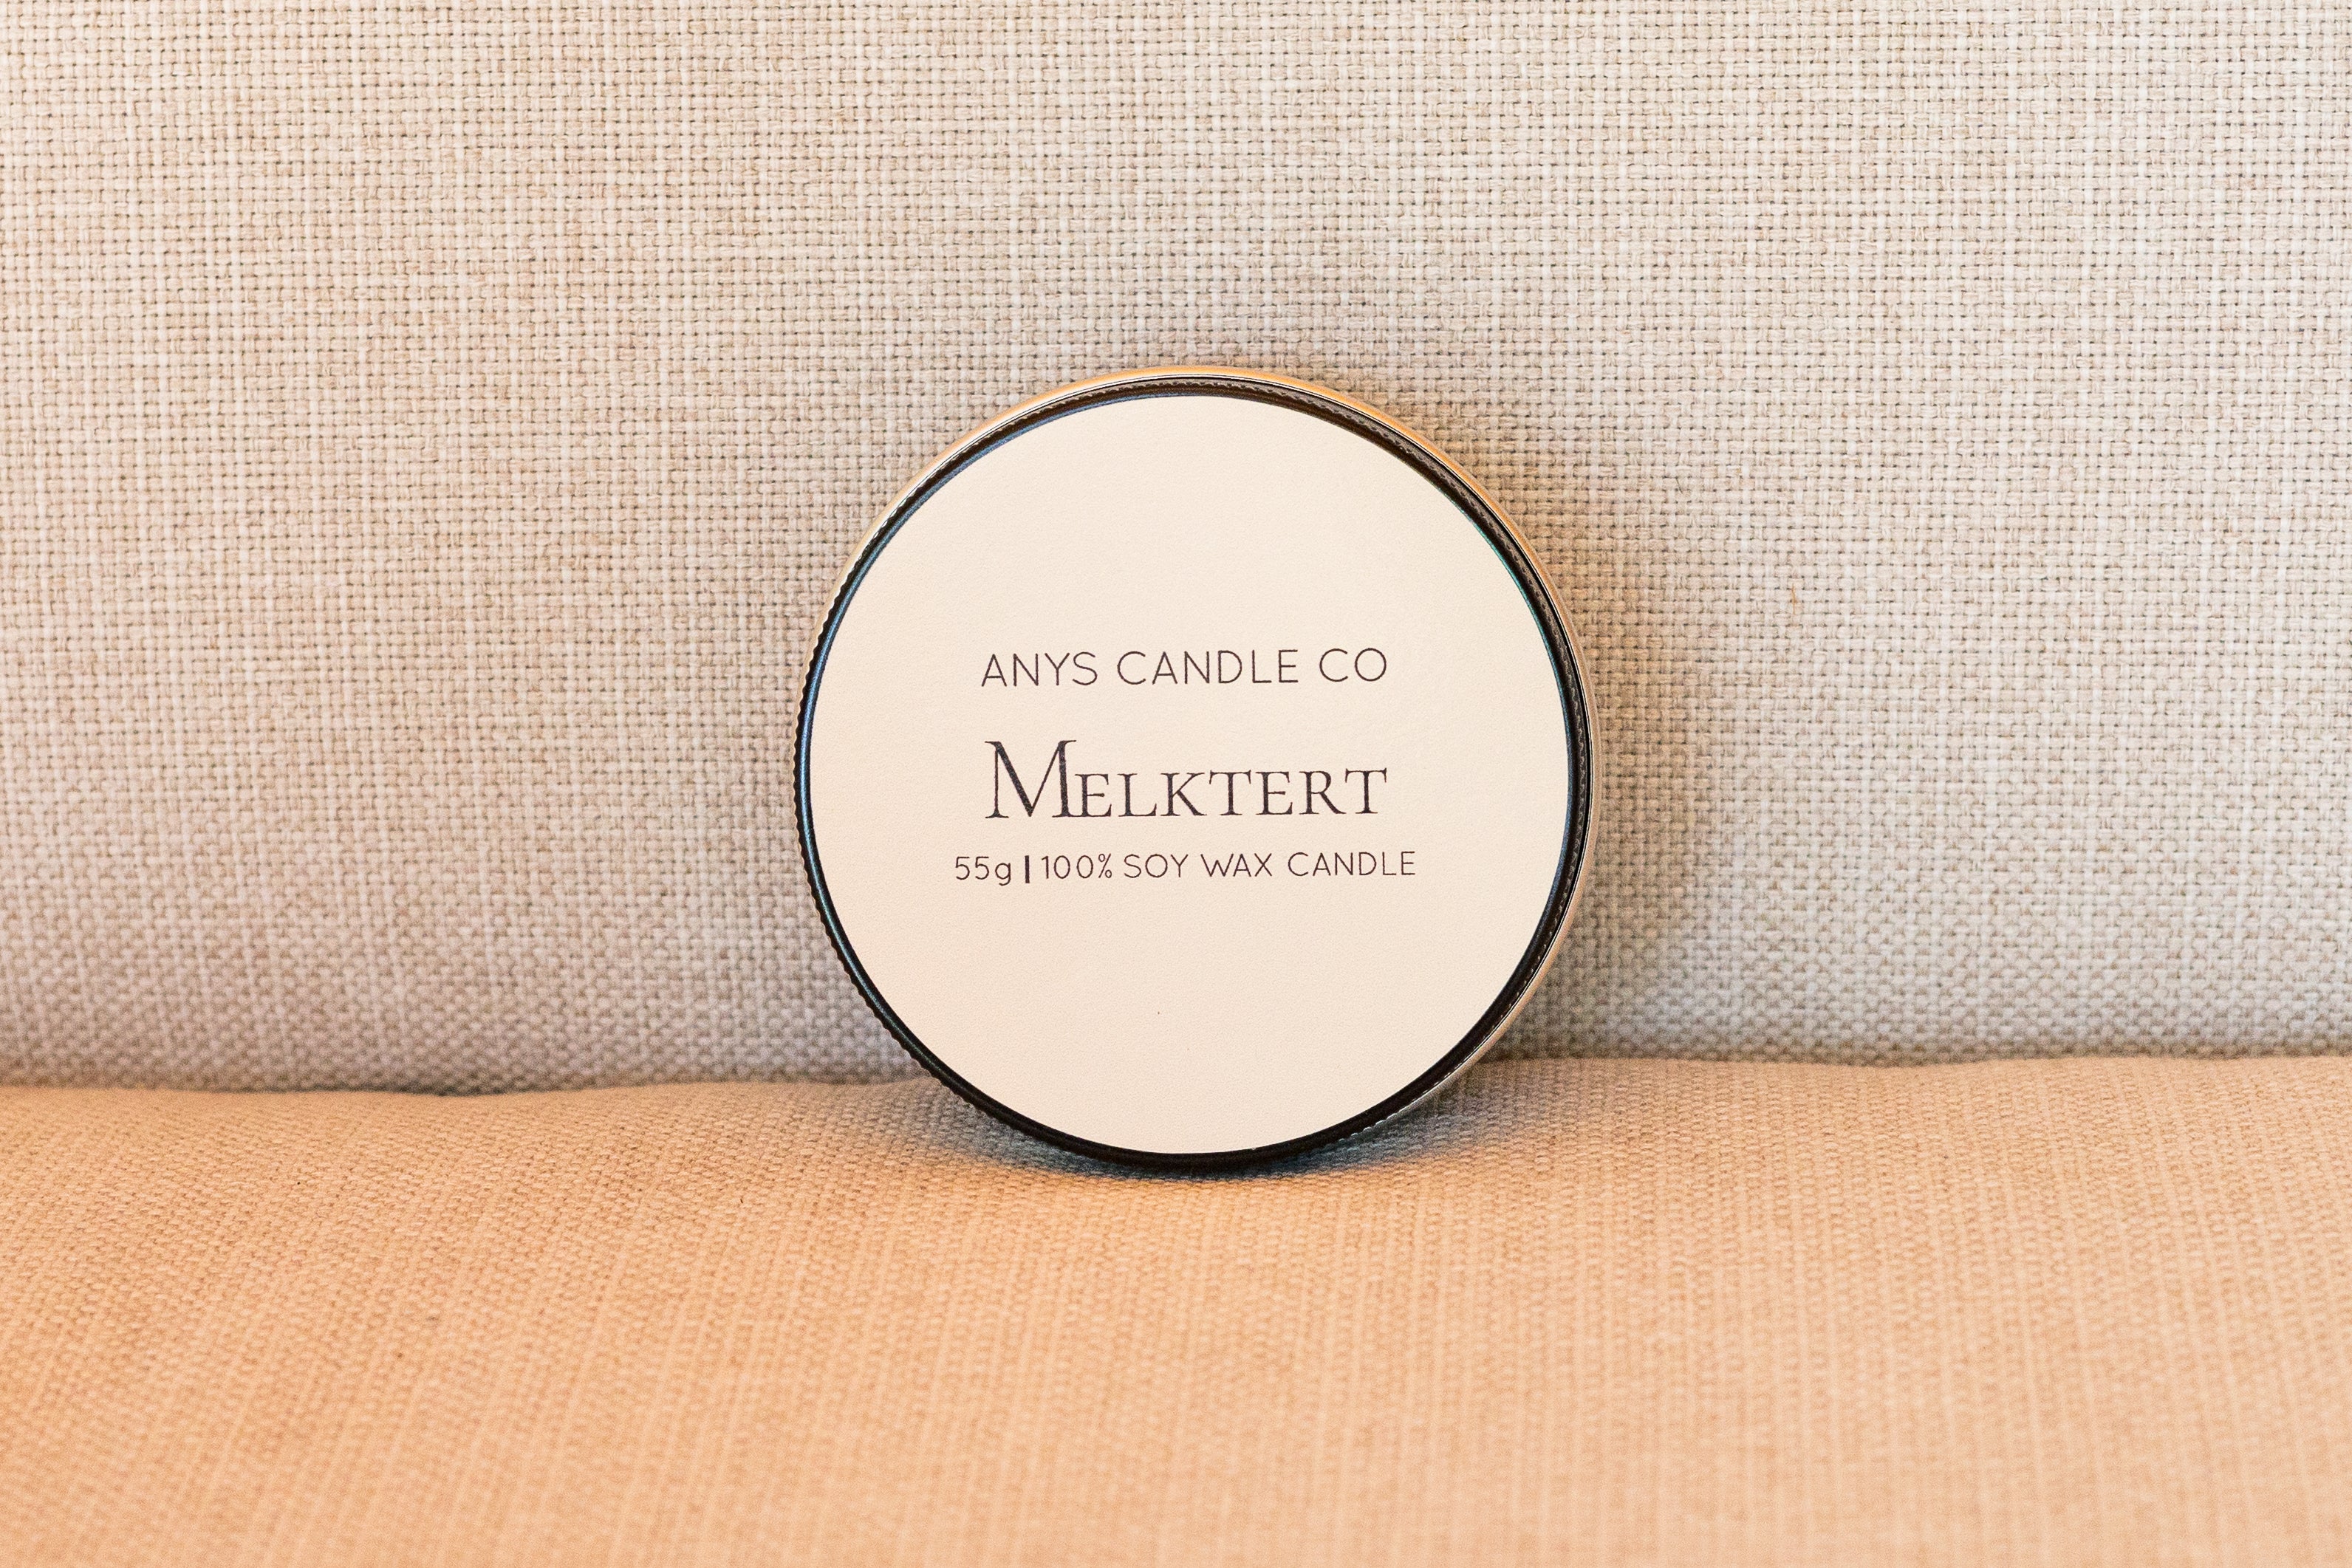 ANYS CANDLE CO
MELKTERT
55g | 100% SOY WAX CANDLE